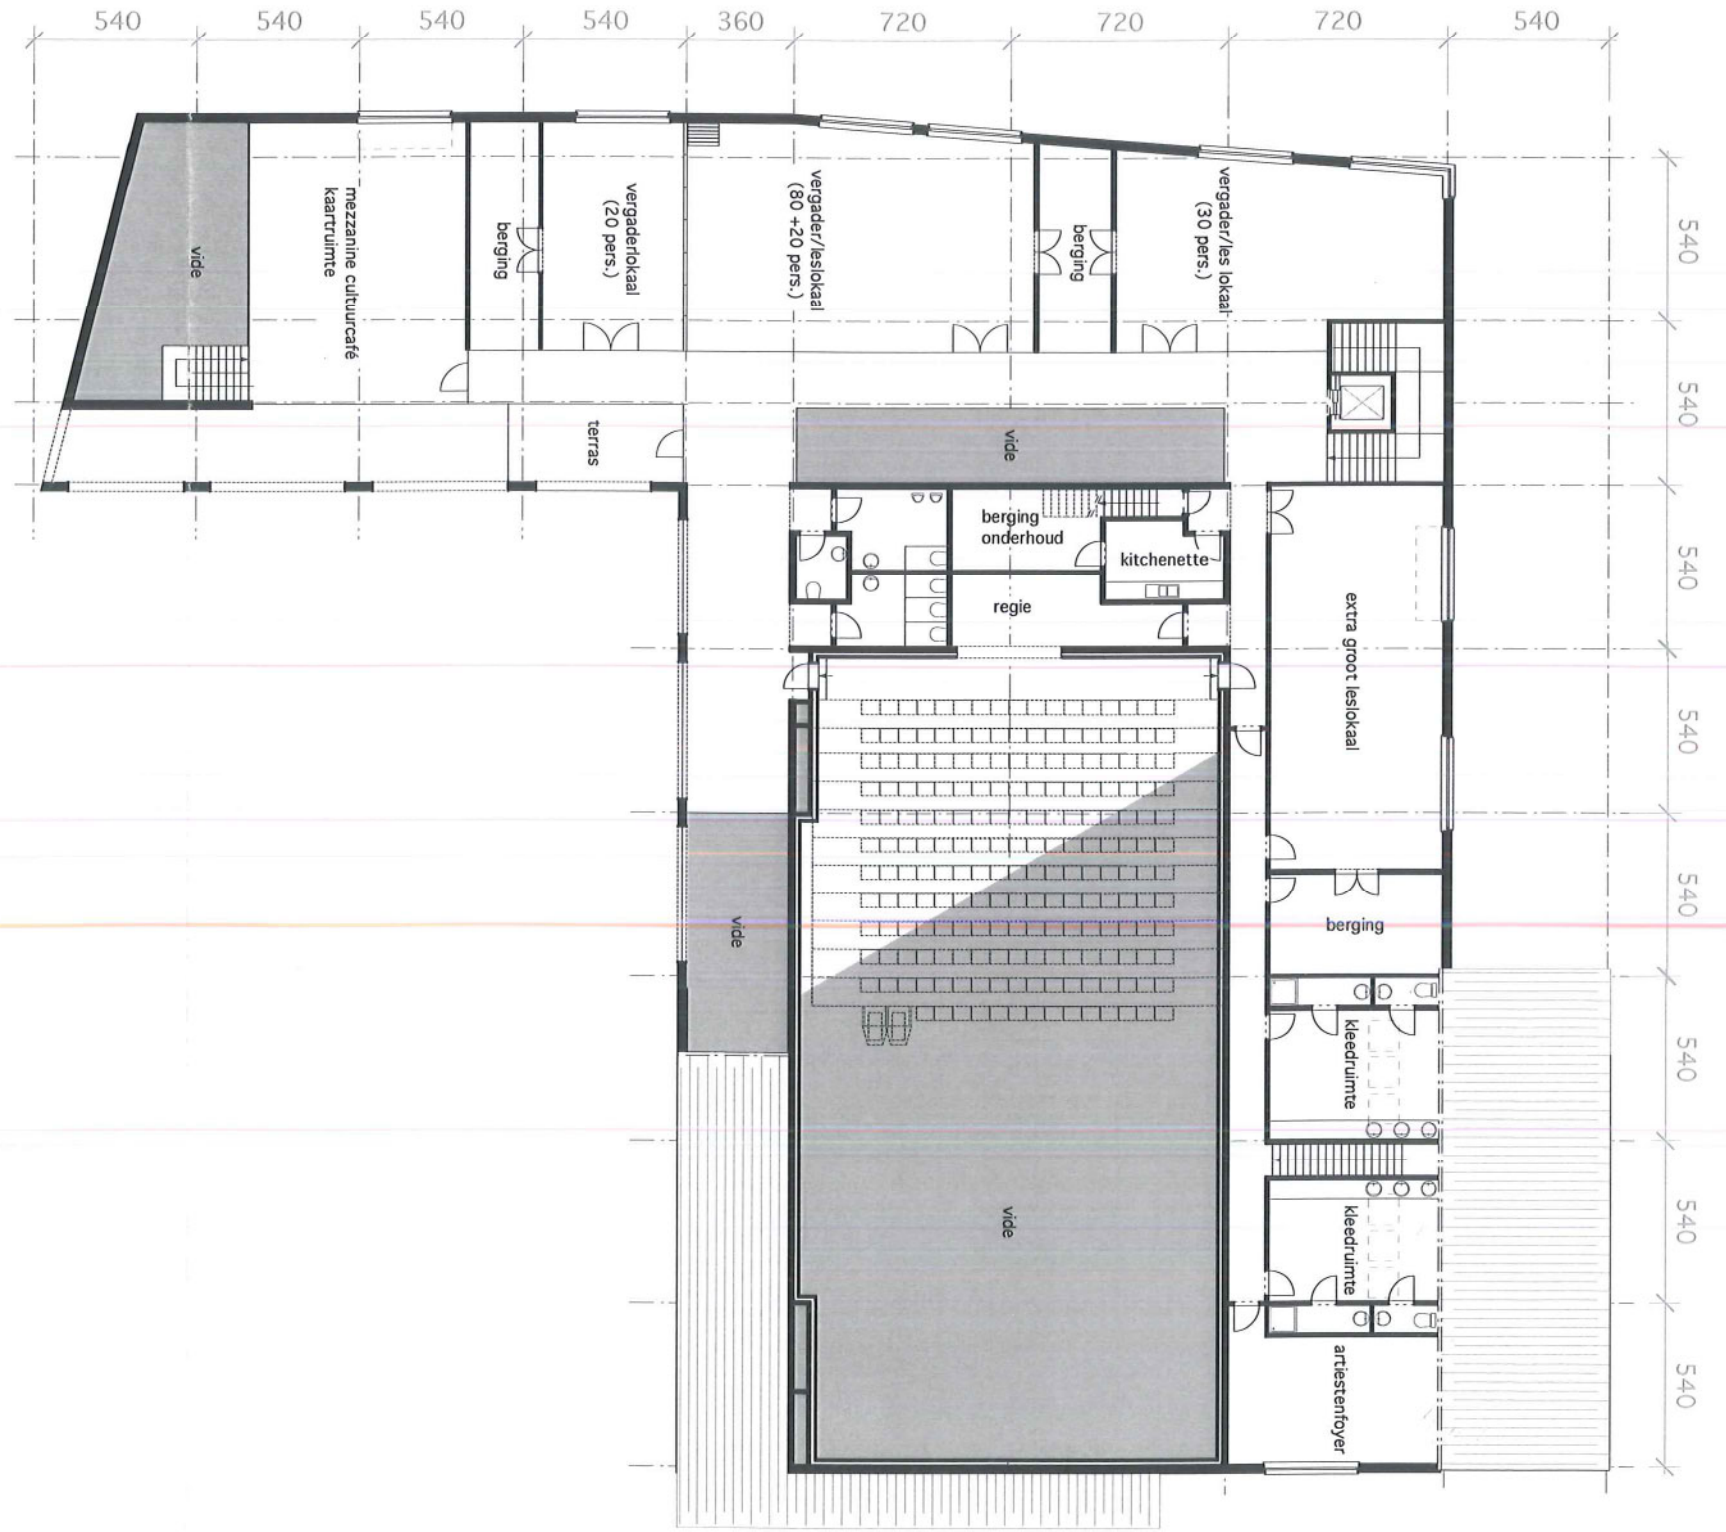 540
540
540
540
360
720
720
720
540
vide
mezzanine cultuurcafé
kaartruimte
berging
vergaderlokaal
(20 pers.)
vergader/leslokaal
(80 +20 pers.)
berging
vergader/les lokaal
(30 pers.)
540
540
terras
vide
berging
onderhoud
kitchenette
regie
540
extra groot leslokaal
540
vide
berging
540
kleedruimte
540
vide
kleedruimte
540
artiestenfoyer
540